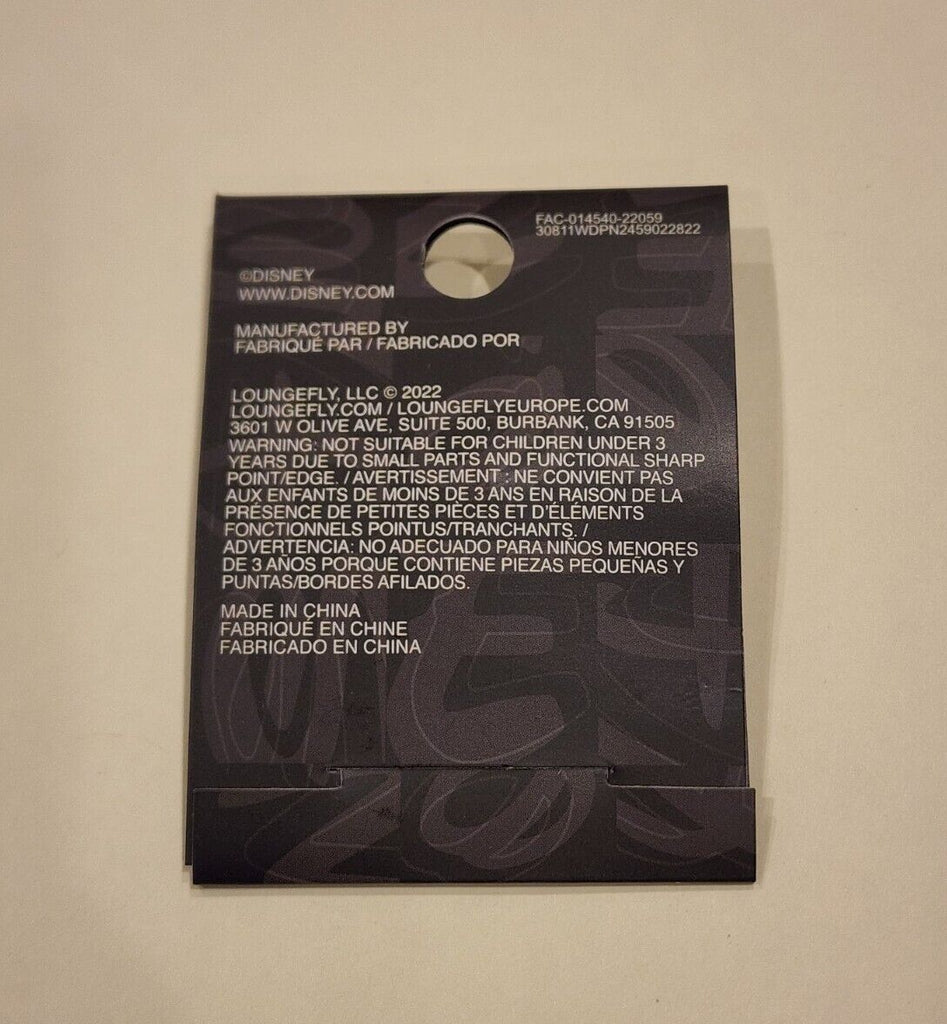 FAC-014540-22059
30811WDPN2459022822
©DISNEY
WWW.DISNEY.COM
MANUFACTURED BY
FABRIQUÉ PAR / FABRICADO POR
LOUNGEFLY, LLC © 2022
LOUNGEFLY.COM / LOUNGEFLYEUROPE.COM
3601 W OLIVE AVE, SUITE 500, BURBANK, CA 91505
WARNING: NOT SUITABLE FOR CHILDREN UNDER 3
YEARS DUE TO SMALL PARTS AND FUNCTIONAL SHARP
POINT/EDGE. / AVERTISSEMENT : NE CONVIENT PAS
AUX ENFANTS DE MOINS DE 3 ANS EN RAISON DE LA
PRÉSENCE DE PETITES PIÈCES ET D'ÉLÉMENTS
FONCTIONNELS POINTUS/TRANCHANTS. /
ADVERTENCIA: NO ADECUADO PARA NIÑOS MENORES
DE 3 AÑOS PORQUE CONTIENE PIEZAS PEQUEÑAS Y
PUNTAS/BORDES AFILADOS.
MADE IN CHINA
FABRIQUÉ EN CHINE
FABRICADO EN CHINA